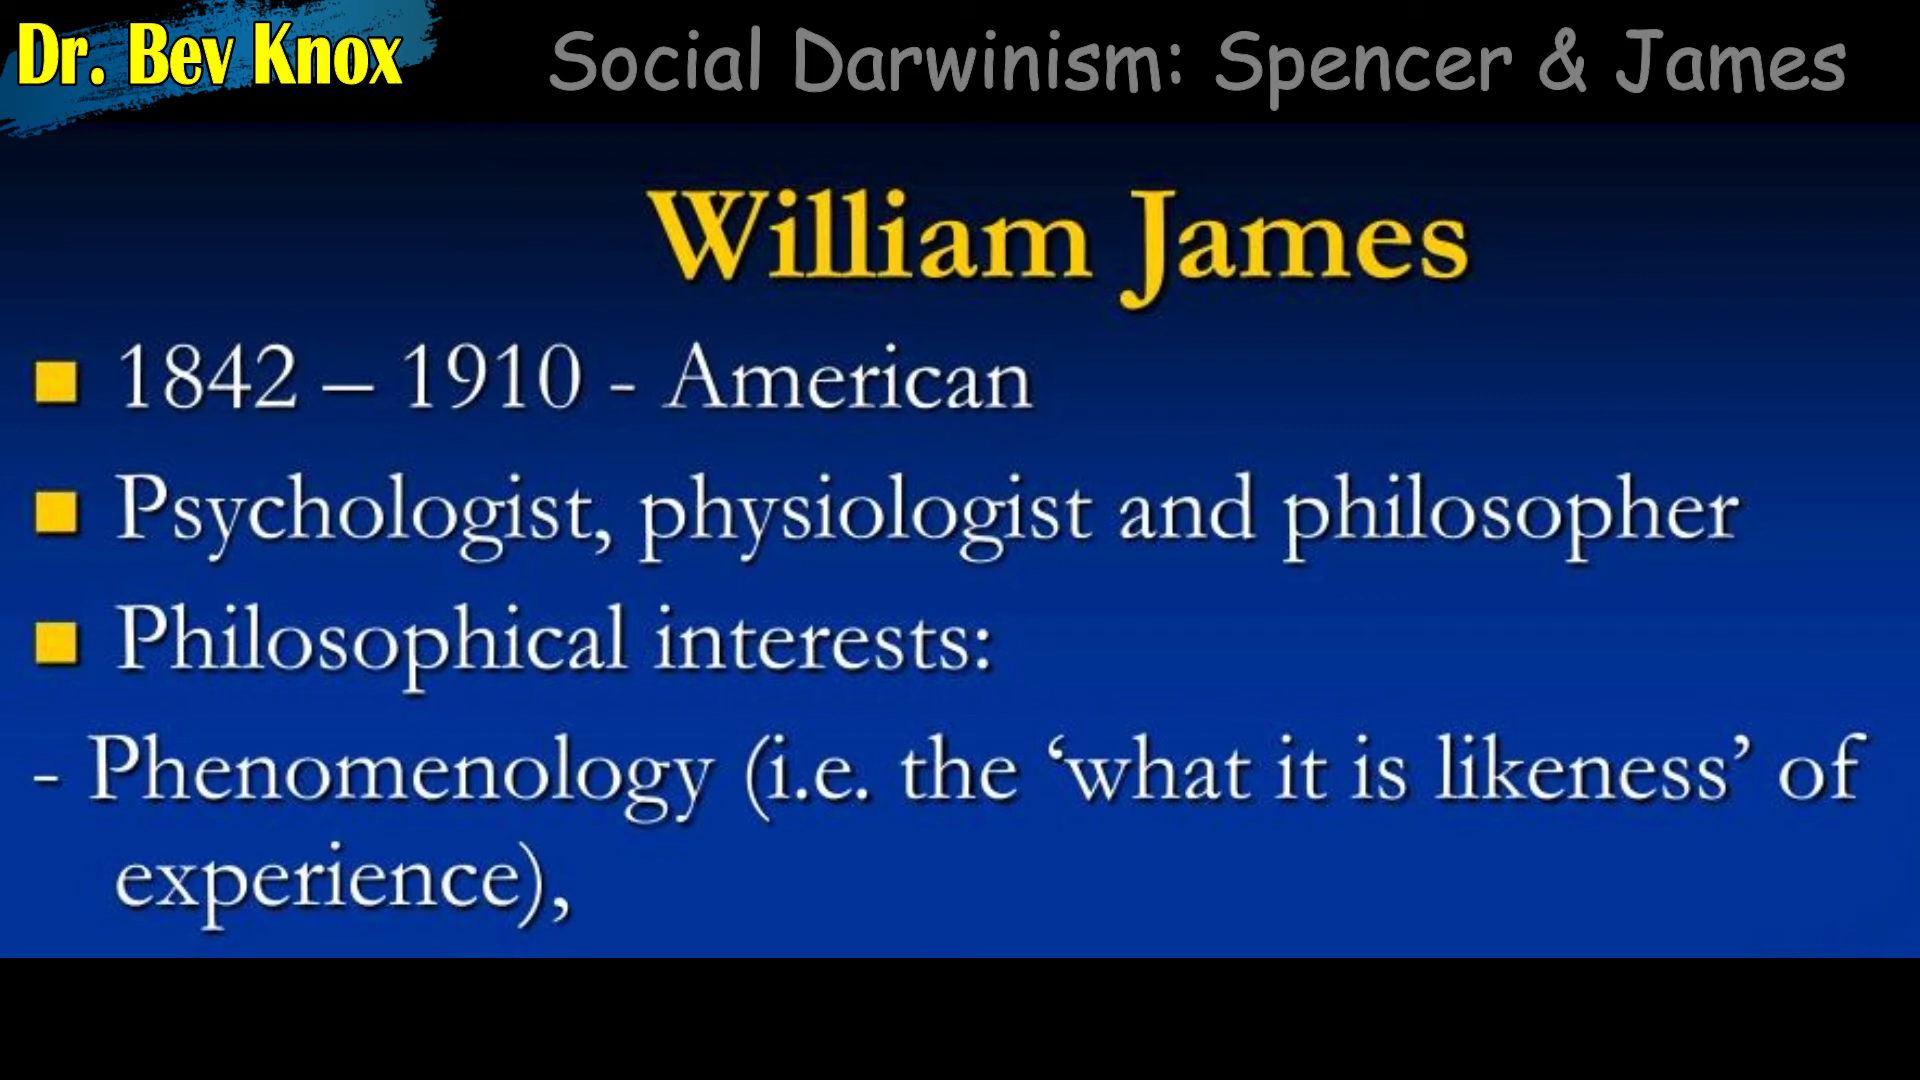 Dr. Bev Knox
Social Darwinism: Spencer & James
William James
1842 – 1910 - American
Psychologist, physiologist and philosopher
Philosophical interests:
- Phenomenology (i.e. the ‘what it is likeness’ of
experience),